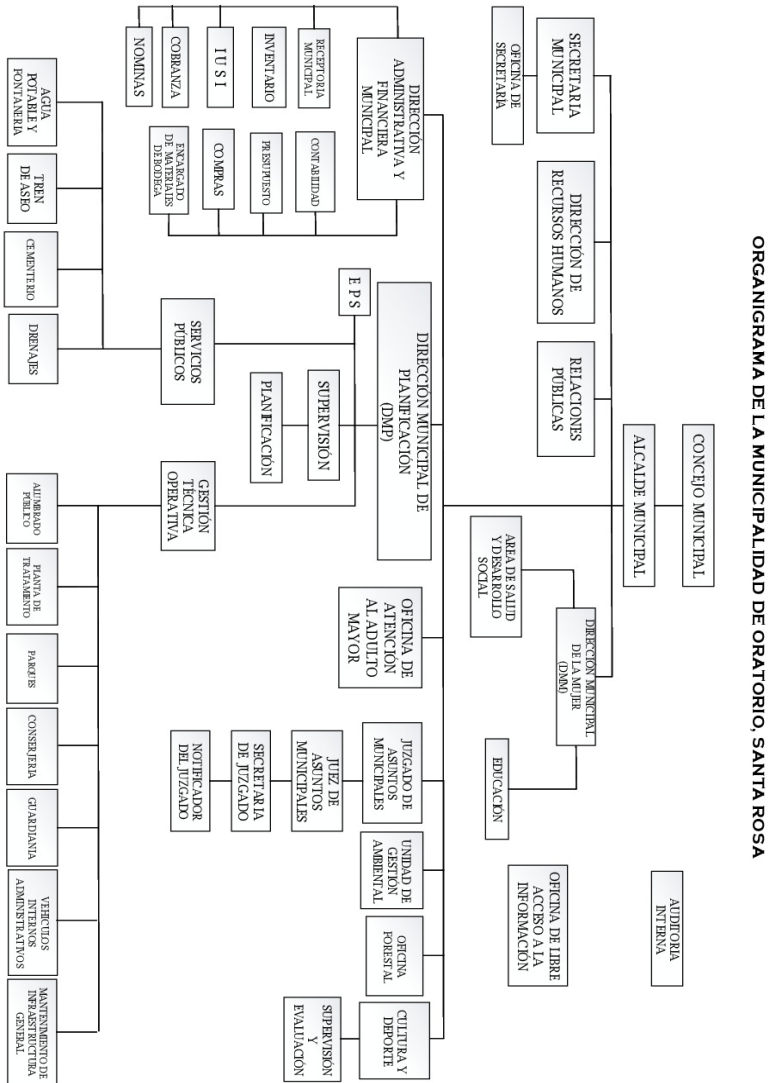 ORGANIGRAMA DE LA MUNICIPALIDAD DE ORATORIO, SANTA ROSA
CONCEJO MUNICIPAL
AUDITORIA
INTERNA
ALCALDE MUNICIPAL
SECRETARIA
MUNICIPAL
DIRECCIÓN DE
RECURSOS HUMANOS
RELACIONES
PÚBLICAS
DIRECCIÓN MUNICIPAL
DE LA MUJER
(DMM)
OFICINA DE LIBRE
ACCESO A LA
INFORMACIÓN
OFICINA DE
SECRETARÍA
AREA DE SALUD
Y DESARROLLO
SOCIAL
EDUCACIÓN
DIRECCIÓN
ADMINISTRATIVA Y
FINANCIERA
MUNICIPAL
DIRECCIÓN MUNICIPAL DE
PLANIFICACIÓN
(DMP)
OFICINA DE
ATENCIÓN
AL ADULTO
MAYOR
JUZGADO DE
ASUNTOS
MUNICIPALES
UNIDAD DE
GESTIÓN
AMBIENTAL
OFICINA
FORESTAL
CULTURA Y
DEPORTE
RECEPTORIA
MUNICIPAL
CONTABILIDAD
INVENTARIO
PRESUPUESTO
I U S I
COMPRAS
COBRANZA
ENCARGADO
DE MATERIALES
DE BODEGA
NOMINAS
E P S
SUPERVISIÓN
PLANIFICACIÓN
JUEZ DE
ASUNTOS
MUNICIPALES
SECRETARIA
DE JUZGADO
NOTIFICADOR
DEL JUZGADO
SUPERVISIÓN
Y
EVALUACIÓN
SERVICIOS
PÚBLICOS
GESTIÓN
TÉCNICA
OPERATIVA
AGUA
POTABLE Y
FONTANERIA
TREN
DE ASEO
CEMENTERIO
DRENAJES
ALUMBRADO
PÚBLICO
PLANTA DE
TRATAMIENTO
PARQUES
CONSERJERIA
GUARDIANIA
VEHICULOS
INTERNOS
ADMINISTRATIVOS
MANTENIMIENTO DE
INFRAESTRUCTURA
GENERAL